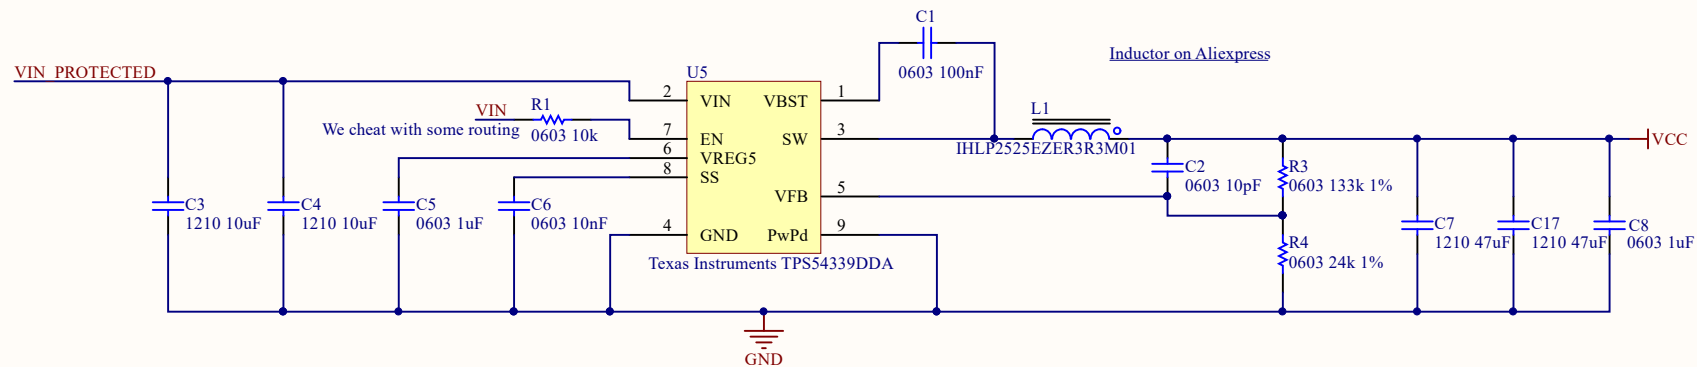 C1
0603 100nF
Inductor on Aliexpress
VIN_PROTECTED
U5
2
VIN
VBST
1
VIN
R1
0603 10k
We cheat with some routing
7
EN
SW
3
L1
IHLP2525EZER3R3M01
VCC
6
VREG5
8
SS
VFB
5
C2
0603 10pF
R3
0603 133k 1%
C3
1210 10uF
C4
1210 10uF
C5
0603 1uF
C6
0603 10nF
4
GND
PwPd
9
C7
1210 47uF
C17
1210 47uF
C8
0603 1uF
R4
0603 24k 1%
Texas Instruments TPS54339DDA
GND